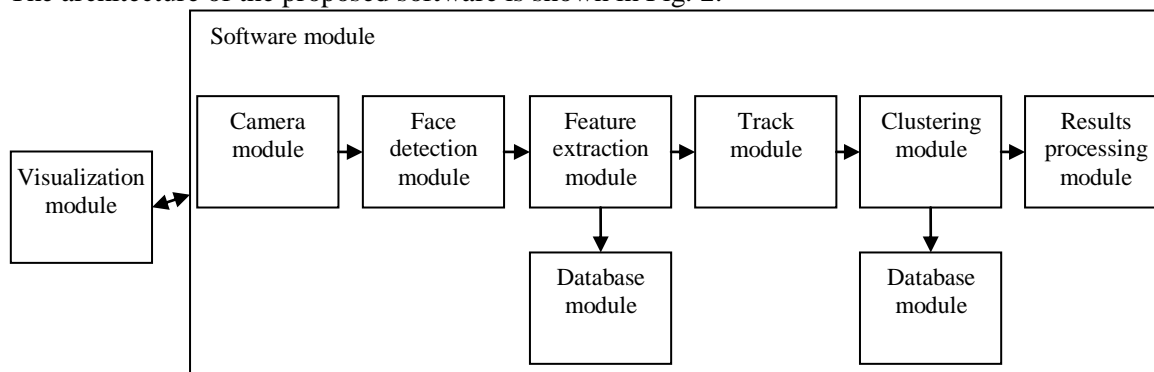 The architecture of the proposed software is shown in Fig. 2.
Software module
Camera
module
Face
detection
module
Feature
extraction
module
Track
module
Clustering
module
Results
processing
module
Visualization
module
Database
module
Database
module